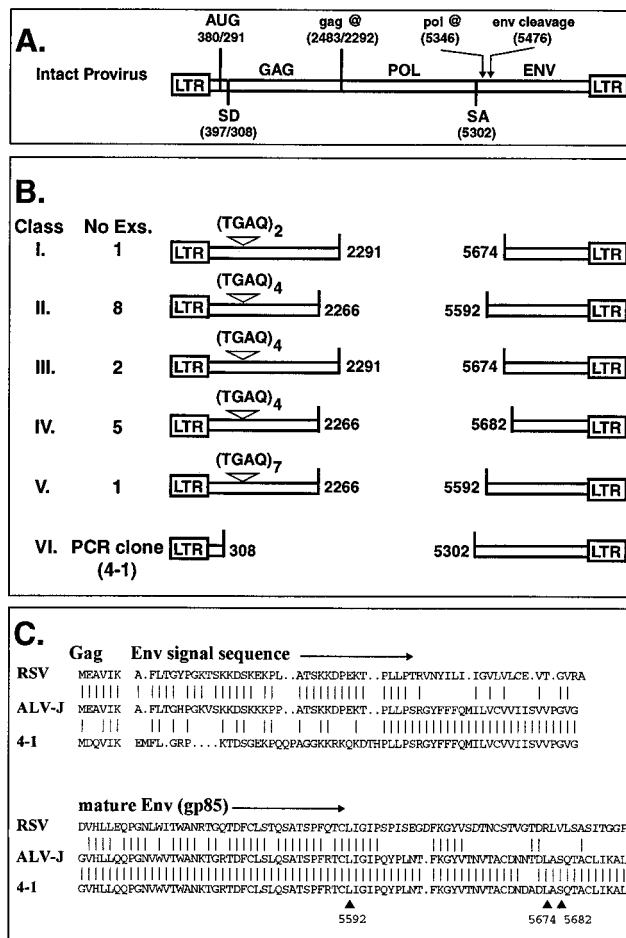 A.
AUG
380/291
gag @
(2483/2292)
pol @
(5346)
env cleavage
(5476)
Intact Provirus
LTR
GAG
POL
ENV
LTR
SD
(397/308)
SA
(5302)
B.
Class No Exs.
I. 1 LTR (TGAQ)2 2291 5674 LTR
II. 8 LTR (TGAQ)4 2266 5592 LTR
III. 2 LTR (TGAQ)4 2291 5674 LTR
IV. 5 LTR (TGAQ)4 2266 5682 LTR
V. 1 LTR (TGAQ)7 2266 5592 LTR
VI. PCR clone (4-1) LTR 308 5302 LTR
C.
Gag Env signal sequence
RSV MEAVIK A.FLTGYPGKTSKKDSKEKPL..ATSKKDPEKT..PLLPTRVNYILI.IGVLVLCE.VT.GVRA
ALV-J MEAVIK A.FLTGHPGKVSKKDSKKKPP..ATSKKDPEKT..PLLPSRGYFFFQMILVCVVIISVVPGVG
4-1 MDQVIK EMFL.GRP....KTDSGEKPQQPAGGKKRKQKDTHPLLPSRGYFFFQMILVCVVIISVVPGVG
mature Env (gp85)
RSV DVHLLEQPGNLWITWANRTGQTDFCLSTQSATSPFQTCLIGIPSPISEGDFKGYVSDTNCSTVGTDRLVLSASITGGP
ALV-J GVHLLQQPGNVWVTWANKTGRTDFCLSLQSATSPFRTCLIGIPQYPLNT.FKGYVTNVTACDNNTDLASQTACLIKAL
4-1 GVHLLQQPGNVWVTWANKTGRTDFCLSLQSATSPFRTCLIGIPQYPLNT.FKGYVTNVTACDNDADLASQTACLIKAL
5592
5674
5682